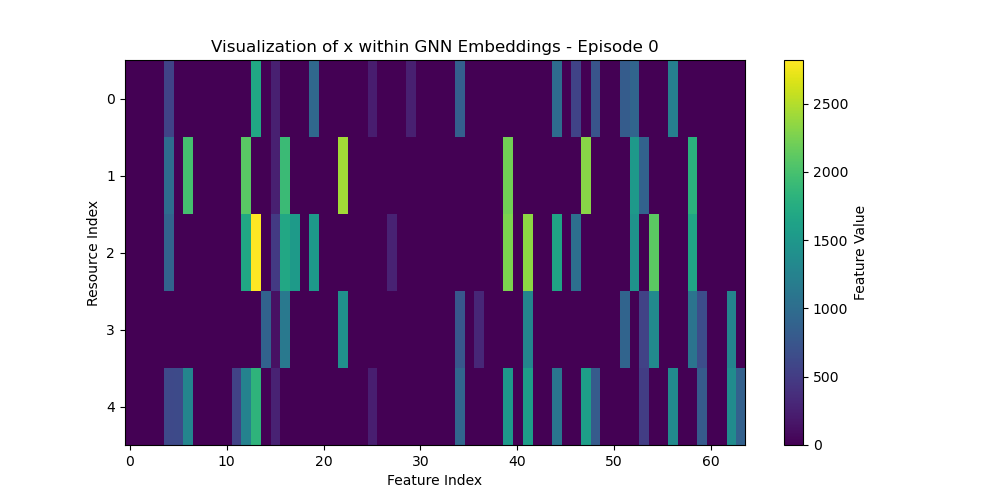 Visualization of x within GNN Embeddings - Episode 0
Resource Index
0
1
2
3
4
0 10 20 30 40 50 60
Feature Index
2500
2000
1500
1000
500
0
Feature Value